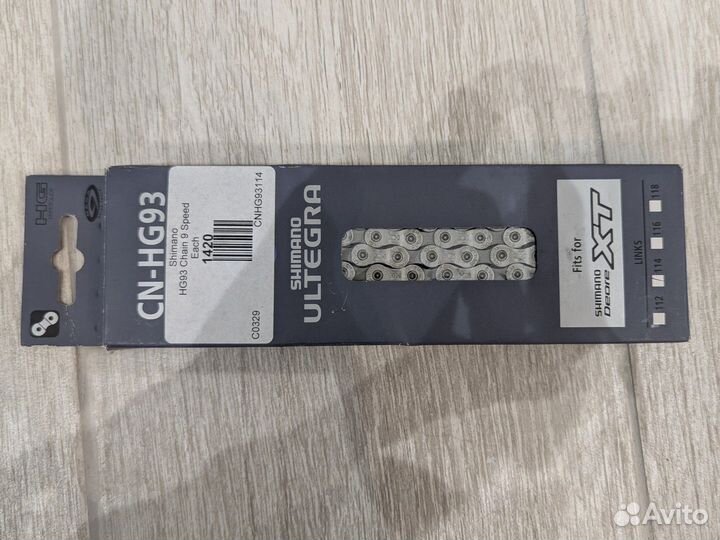 HG
CN-HG93
Shimano
HG93 Chain 9 Speed
Each
1420
C0329
CNHG93114
SHIMANO
ULTEGRA
Fits for
SHIMANO
Deore XT
LINKS
112 114 116 118
Avito